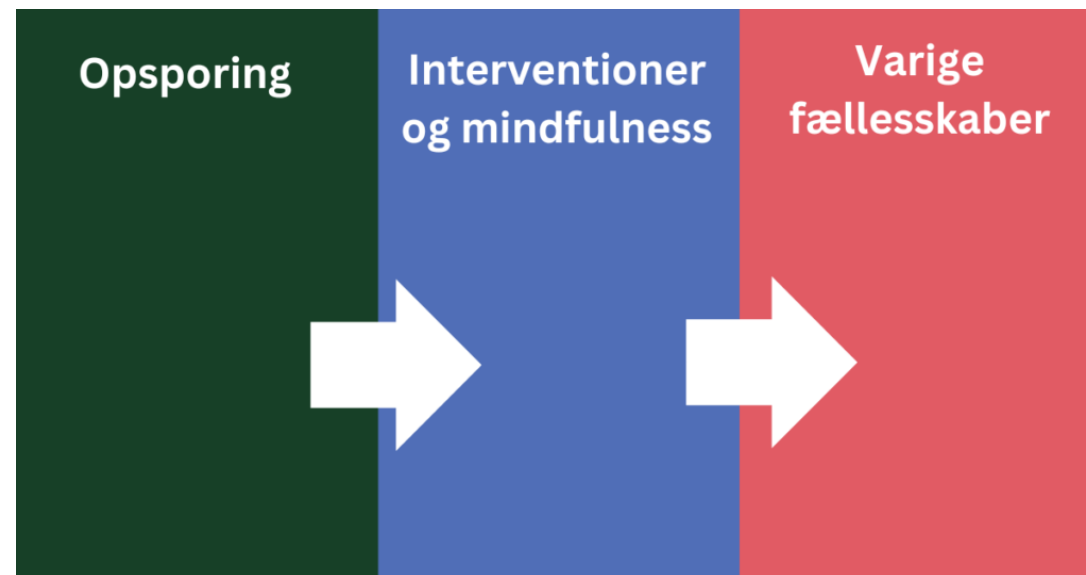 Opsporing
Interventioner
og mindfulness
Varige
fællesskaber